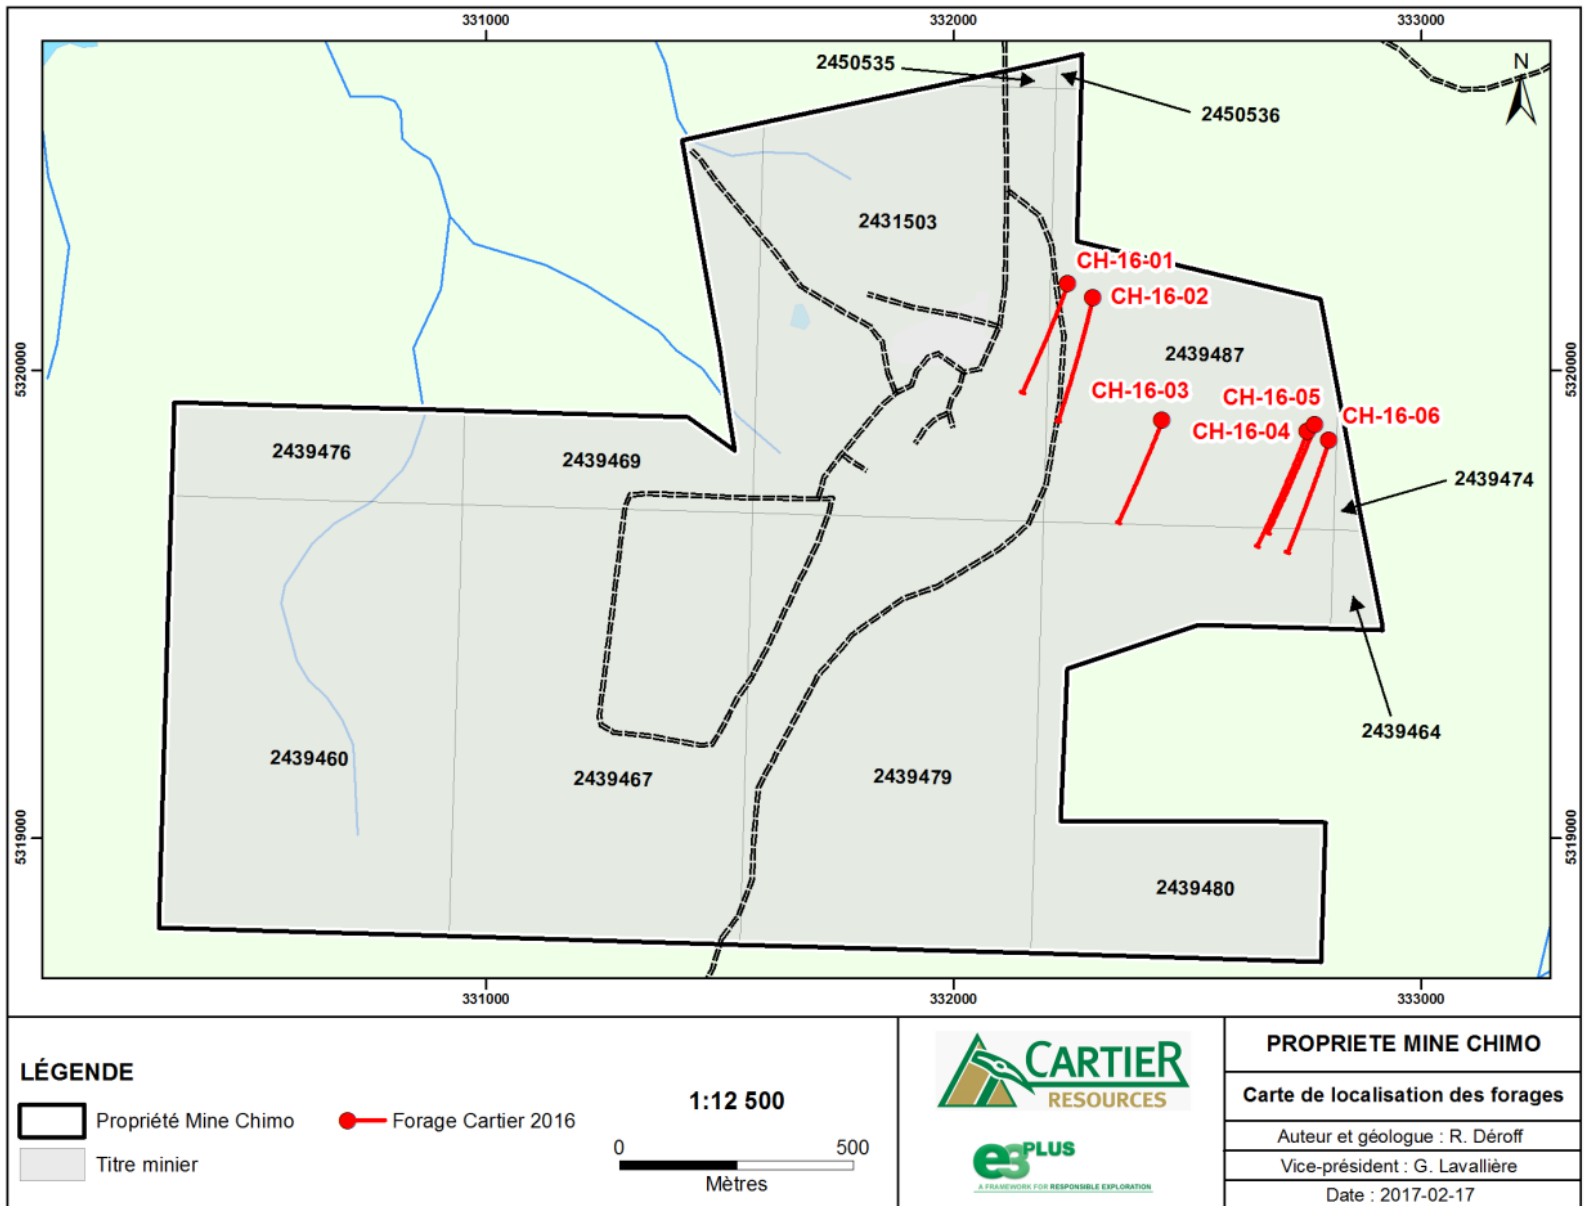 331000
332000
333000
2450535
N
2450536
2431503
CH-16-01
CH-16-02
2439487
5320000
5320000
CH-16-03
CH-16-05
CH-16-06
CH-16-04
2439476
2439469
2439474
2439464
2439460
2439467
2439479
5319000
5319000
2439480
331000
332000
333000
LÉGENDE
Propriété Mine Chimo
Forage Cartier 2016
Titre minier
1:12 500
0 500
Mètres
CARTIER
RESOURCES
e3 PLUS
A FRAMEWORK FOR RESPONSIBLE EXPLORATION
PROPRIETE MINE CHIMO
Carte de localisation des forages
Auteur et géologue : R. Déroff
Vice-président : G. Lavallière
Date : 2017-02-17